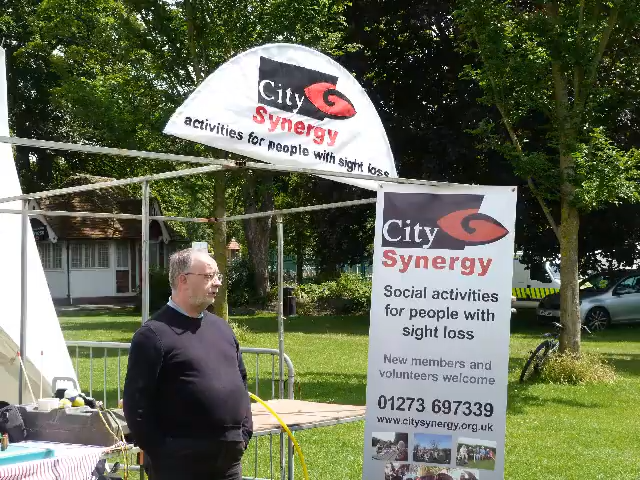 City
Synergy
activities for people with sight loss
City
Synergy
Social activities
for people with
sight loss
New members and
volunteers welcome
01273 697339
www.citysynergy.org.uk